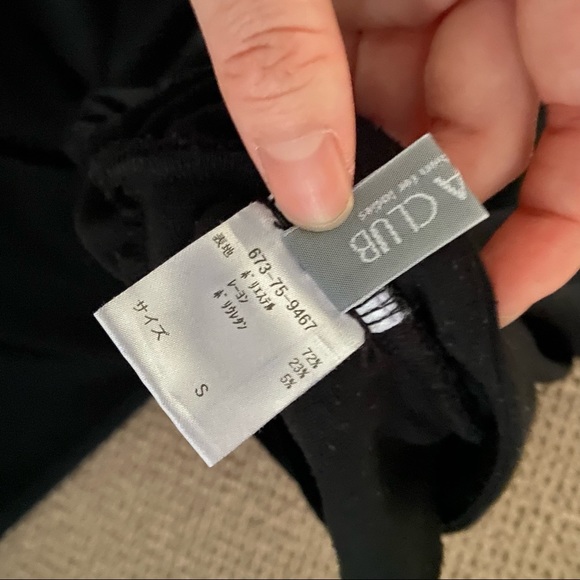 CLUB
673-75-9467
表地
ポリエステル 72%
レーヨン 23%
ポリウレタン 5%
サイズ S